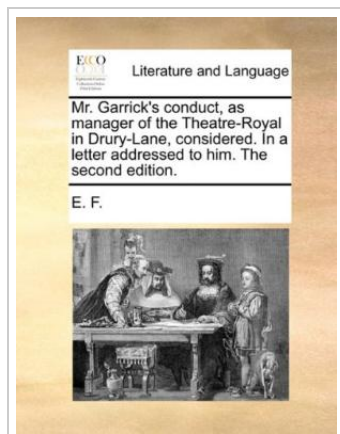 ECCO
Literature and Language
Mr. Garrick's conduct, as
manager of the Theatre-Royal
in Drury-Lane, considered. In a
letter addressed to him. The
second edition.
E. F.